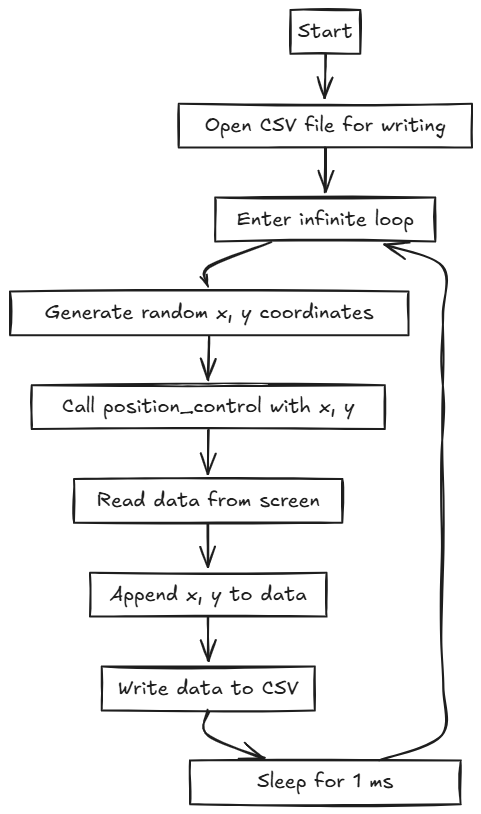 Start
Open CSV file for writing
Enter infinite loop
Generate random x, y coordinates
Call position_control with x, y
Read data from screen
Append x, y to data
Write data to CSV
Sleep for 1 ms